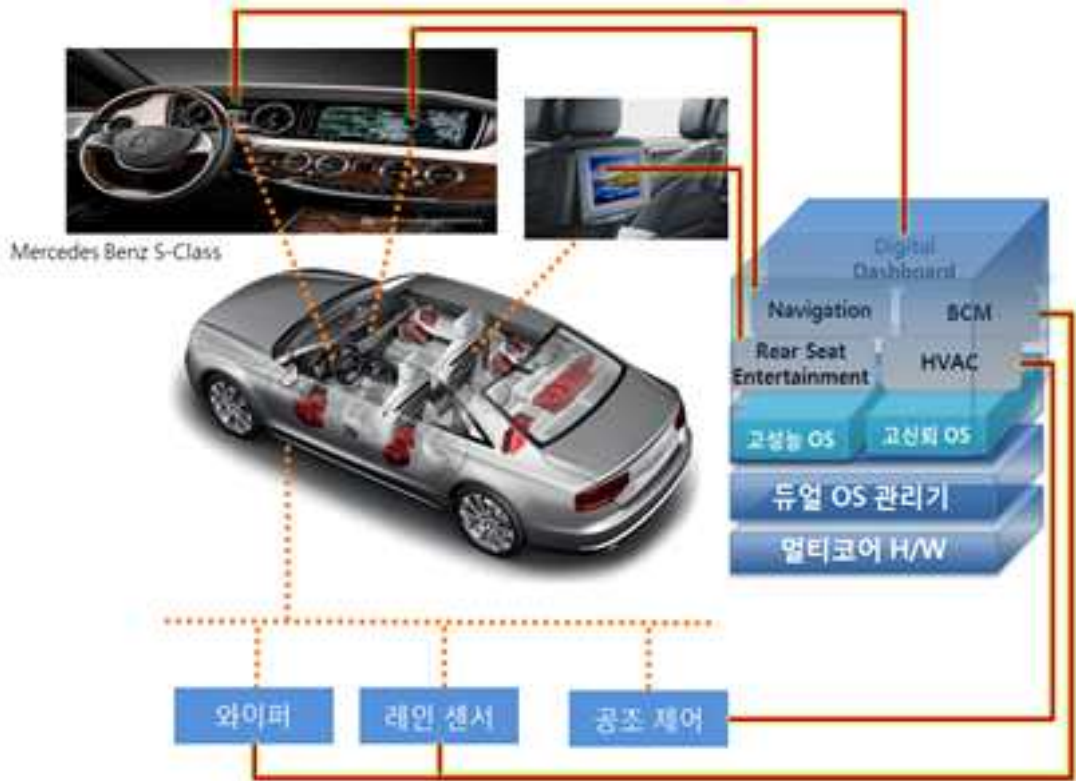 Mercedes Benz S-Class
Digital
Dashboard
Navigation
BCM
Rear Seat
Entertainment
HVAC
고성능 OS
고신뢰 OS
듀얼 OS 관리기
멀티코어 H/W
와이퍼
레인 센서
공조 제어